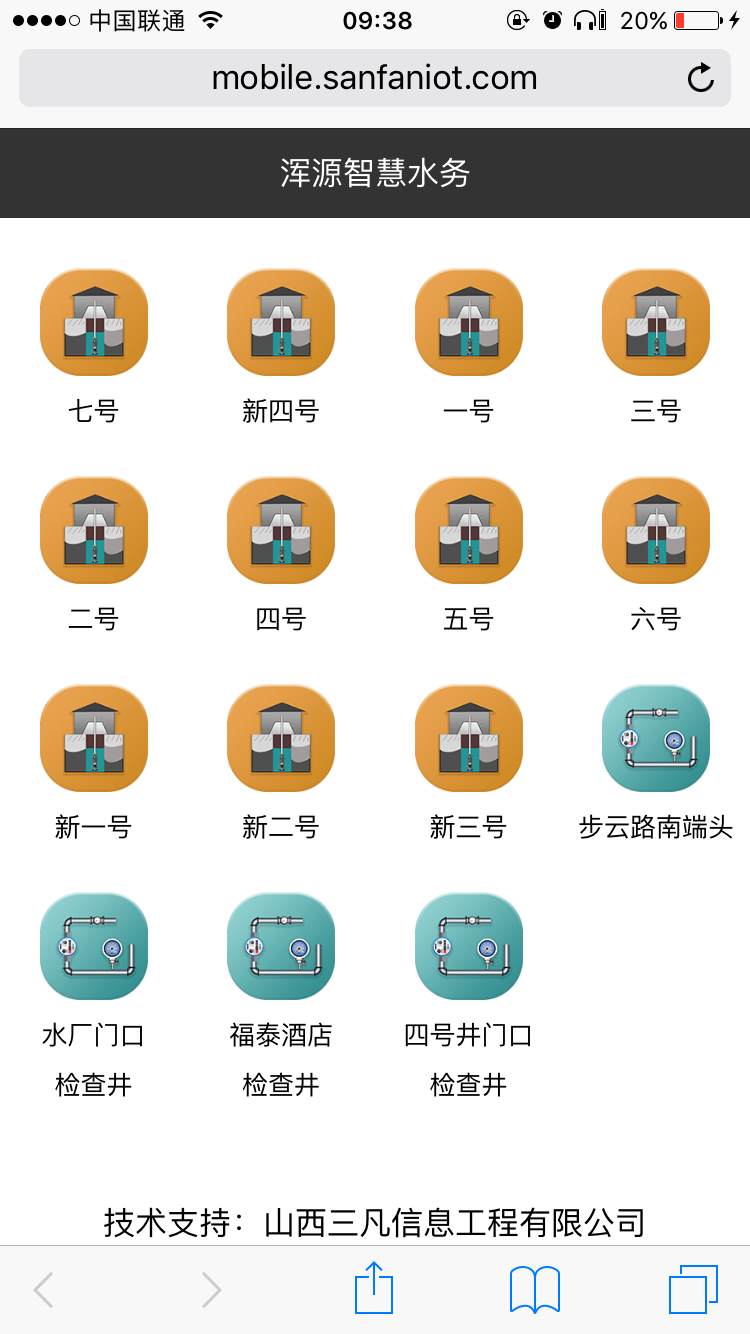 中国联通 09:38 20%
mobile.sanfaniot.com
浑源智慧水务
七号 新四号 一号 三号
二号 四号 五号 六号
新一号 新二号 新三号 步云路南端头
水厂门口 福泰酒店 四号井门口
检查井 检查井 检查井
技术支持：山西三凡信息工程有限公司